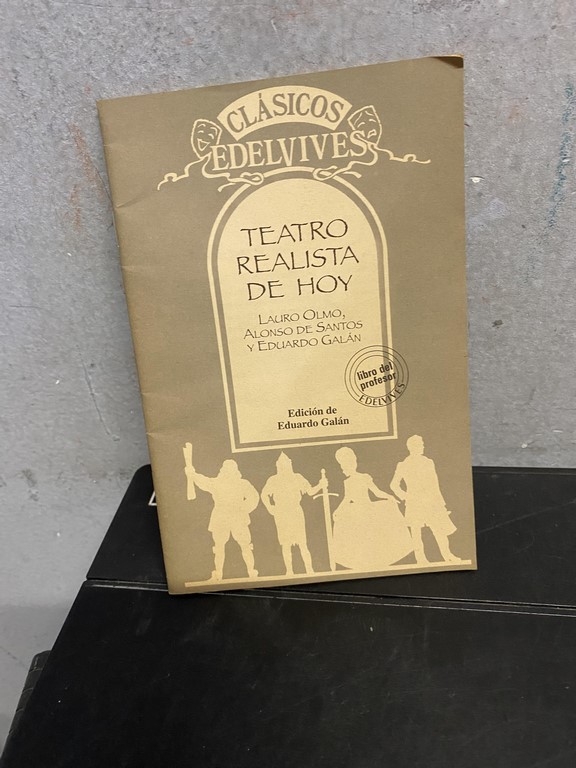 CLÁSICOS
EDELVIVES
TEATRO
REALISTA
DE HOY
LAURO OLMO,
ALONSO DE SANTOS
Y EDUARDO GALÁN
libro del
profesor
EDELVIVES
Edición de
Eduardo Galán